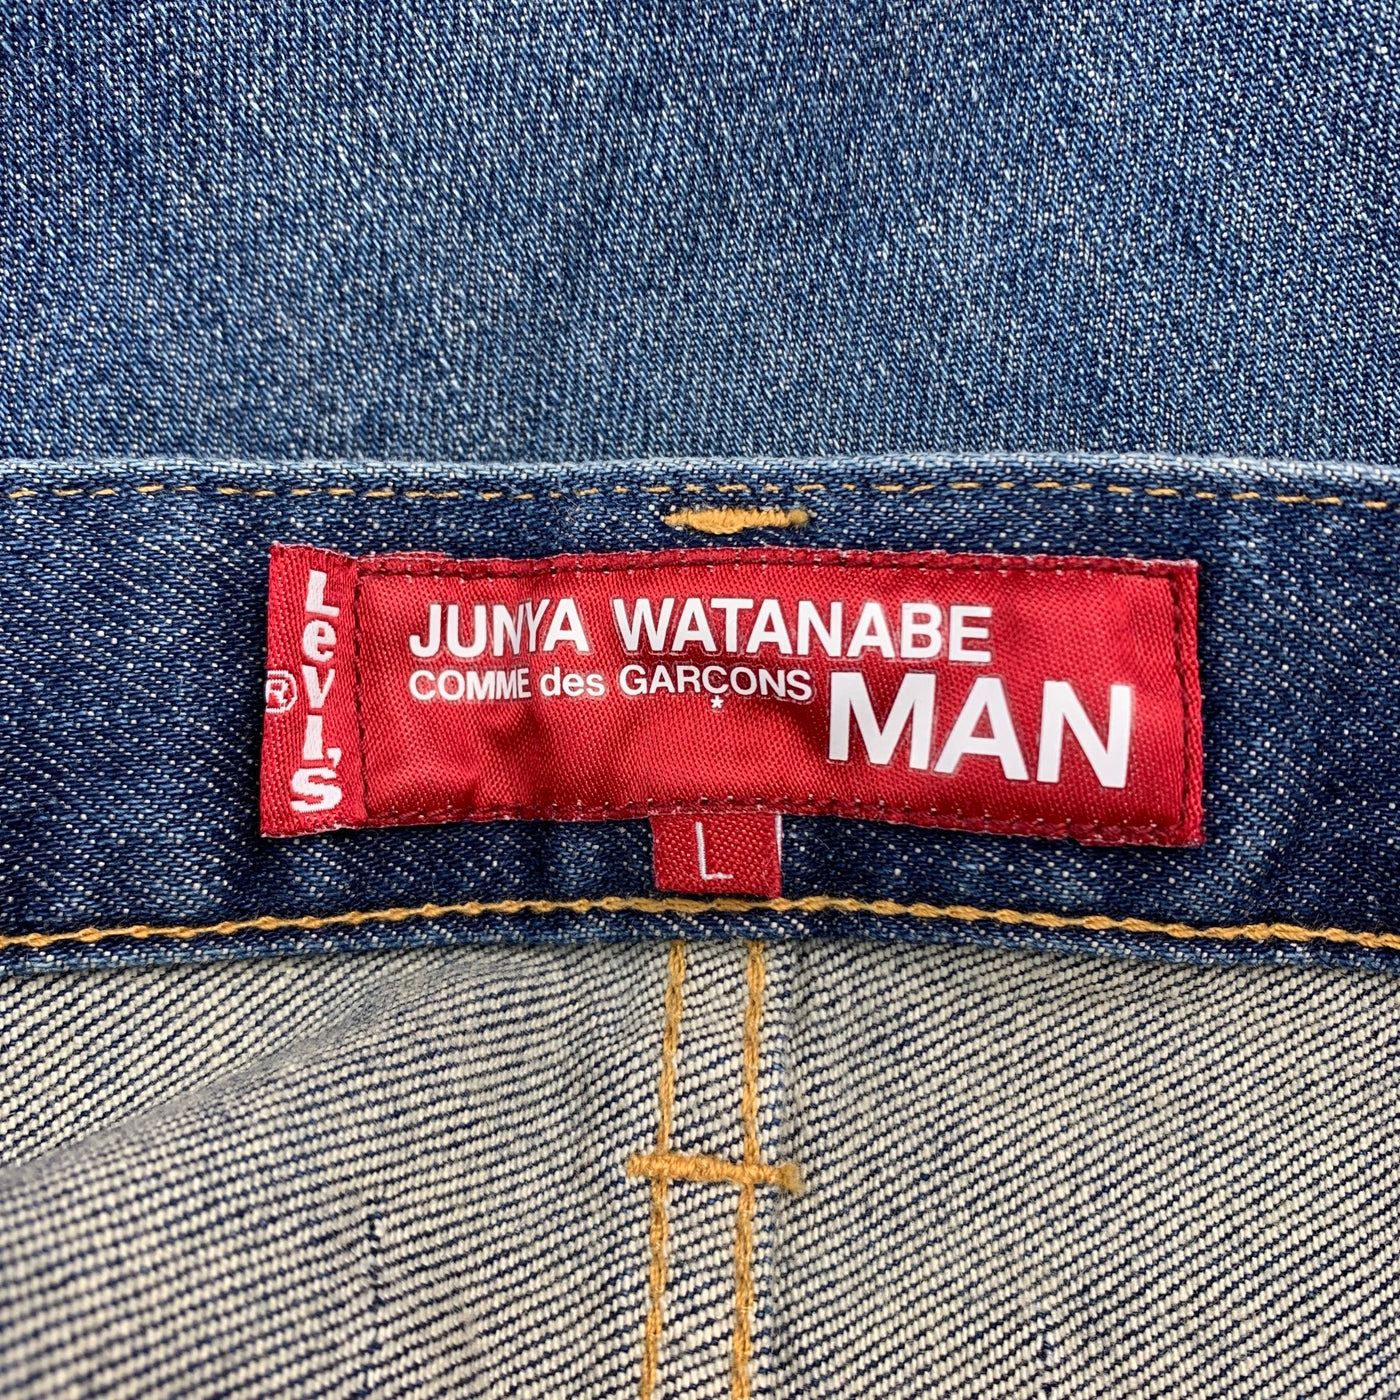 Levi's
®
JUNYA WATANABE
COMME des GARÇONS
MAN
L